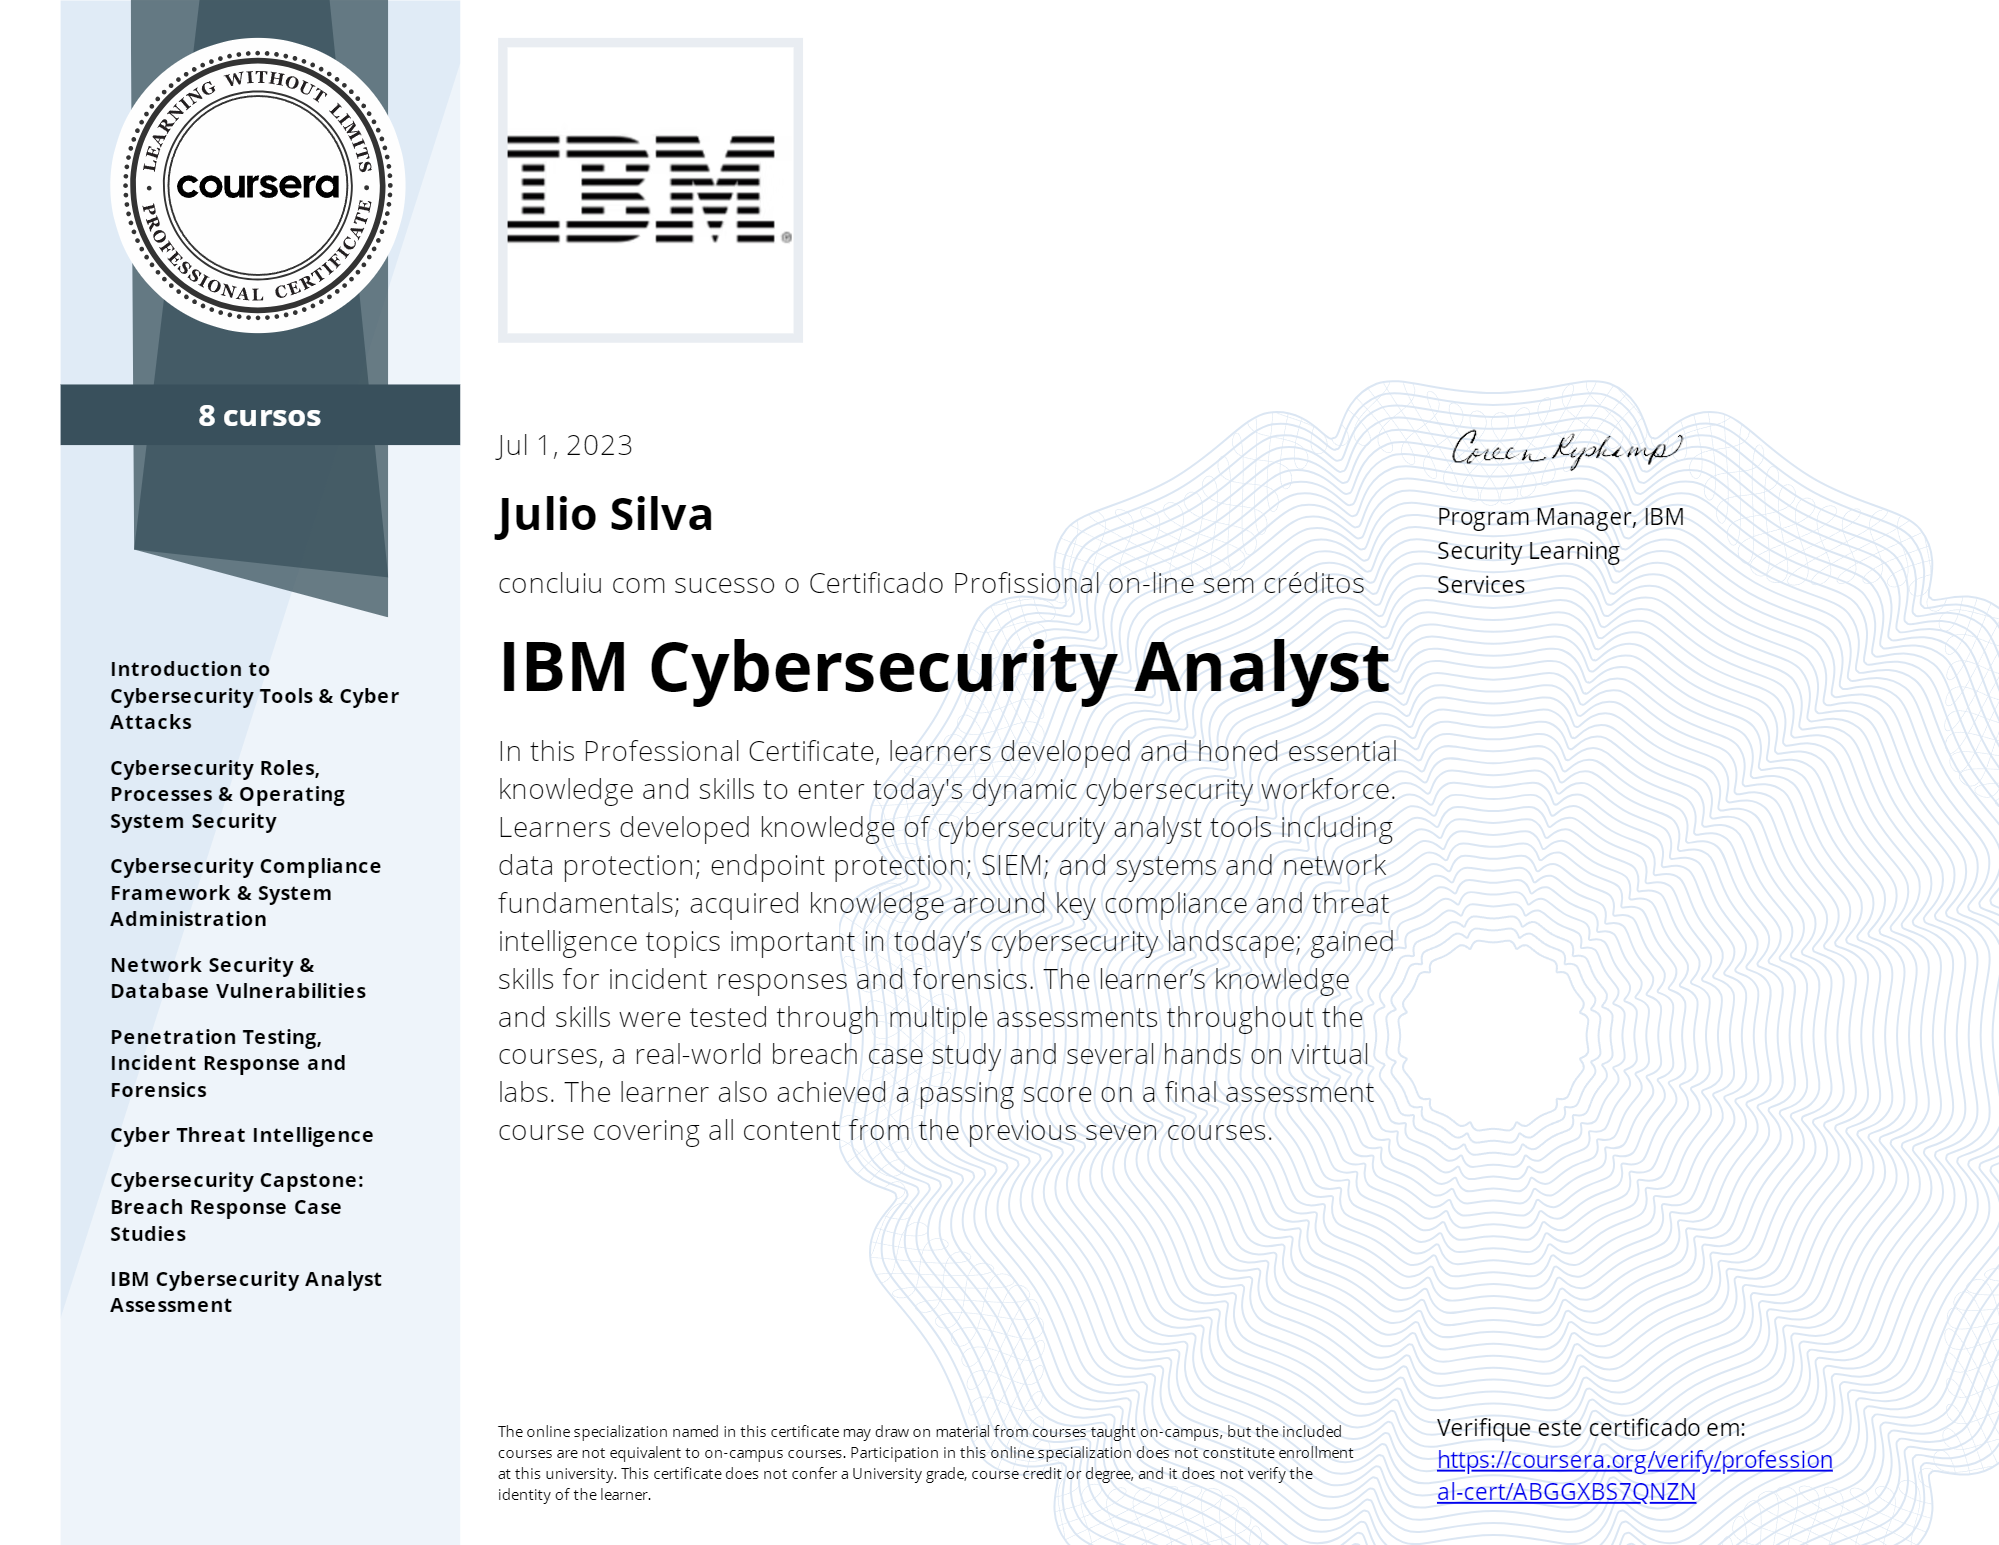 LEARNING WITHOUT LIMITS
coursera
PROFESSIONAL CERTIFICATE
8 cursos
Introduction to
Cybersecurity Tools & Cyber
Attacks
Cybersecurity Roles,
Processes & Operating
System Security
Cybersecurity Compliance
Framework & System
Administration
Network Security &
Database Vulnerabilities
Penetration Testing,
Incident Response and
Forensics
Cyber Threat Intelligence
Cybersecurity Capstone:
Breach Response Case
Studies
IBM Cybersecurity Analyst
Assessment
IBM®
Jul 1, 2023
Julio Silva
concluiu com sucesso o Certificado Profissional on-line sem créditos
IBM Cybersecurity Analyst
In this Professional Certificate, learners developed and honed essential
knowledge and skills to enter today's dynamic cybersecurity workforce.
Learners developed knowledge of cybersecurity analyst tools including
data protection; endpoint protection; SIEM; and systems and network
fundamentals; acquired knowledge around key compliance and threat
intelligence topics important in today’s cybersecurity landscape; gained
skills for incident responses and forensics. The learner’s knowledge
and skills were tested through multiple assessments throughout the
courses, a real-world breach case study and several hands on virtual
labs. The learner also achieved a passing score on a final assessment
course covering all content from the previous seven courses.
The online specialization named in this certificate may draw on material from courses taught on-campus, but the included
courses are not equivalent to on-campus courses. Participation in this online specialization does not constitute enrollment
at this university. This certificate does not confer a University grade, course credit or degree, and it does not verify the
identity of the learner.
Coreen Ryskamp
Program Manager, IBM
Security Learning
Services
Verifique este certificado em:
https://coursera.org/verify/profession
al-cert/ABGGXBS7QNZN